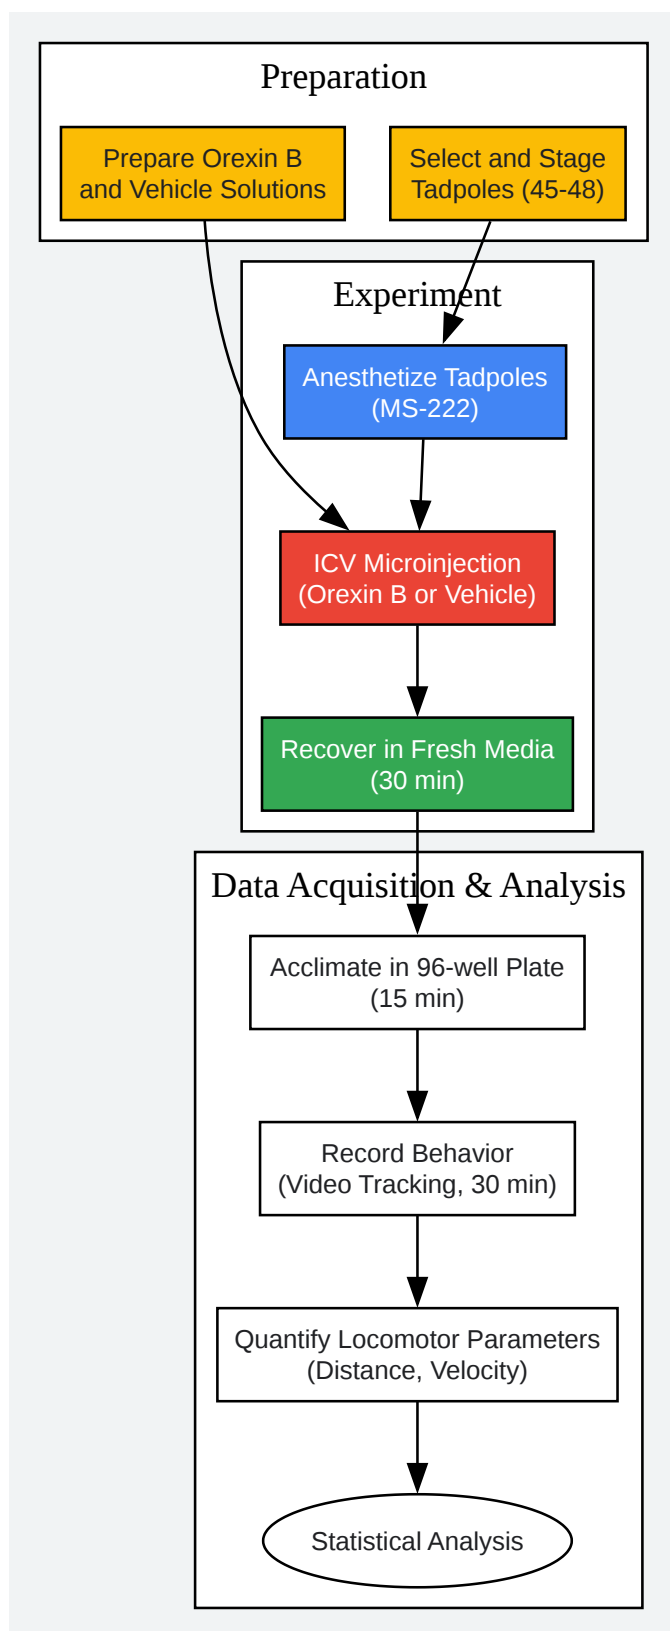 Preparation
Prepare Orexin B
and Vehicle Solutions
Select and Stage
Tadpoles (45-48)
Experiment
Anesthetize Tadpoles
(MS-222)
ICV Microinjection
(Orexin B or Vehicle)
Recover in Fresh Media
(30 min)
Data Acquisition & Analysis
Acclimate in 96-well Plate
(15 min)
Record Behavior
(Video Tracking, 30 min)
Quantify Locomotor Parameters
(Distance, Velocity)
Statistical Analysis